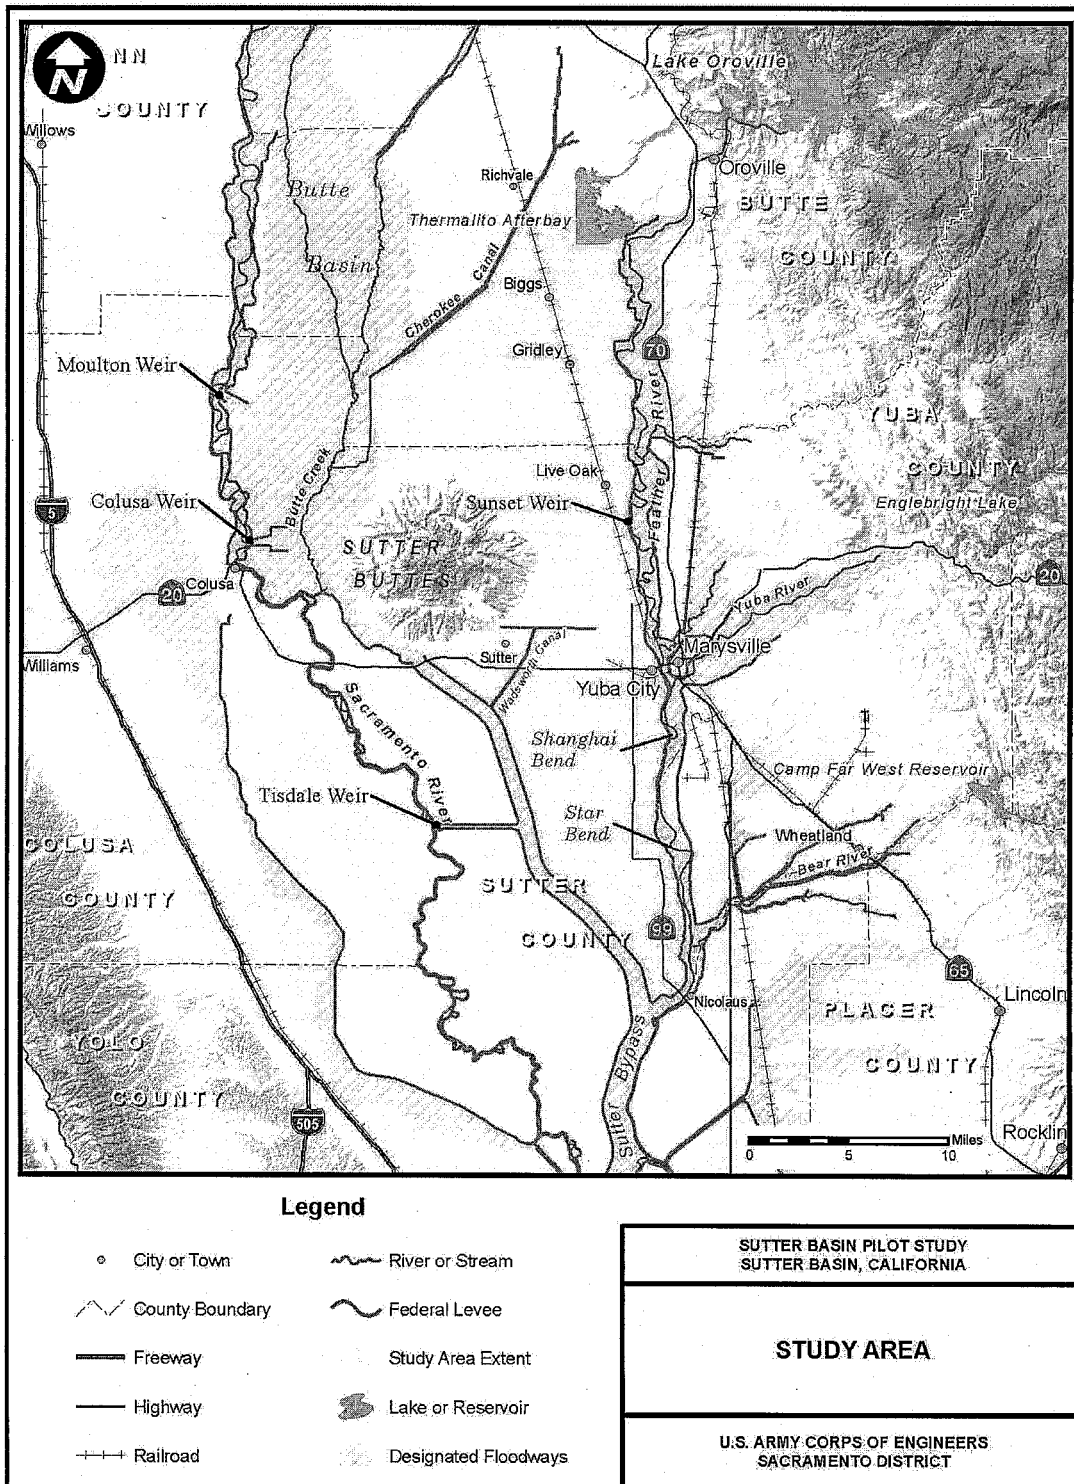 N
NN
COUNTY
Willows
Lake Oroville
Oroville
Richvale
Butte
Basin
Thermalito Afterbay
BUTTE
COUNTY
Cherokee Canal
Biggs
Gridley
70
Moulton Weir
Feather River
YUBA
COUNTY
Live Oak
Englebright Lake
Butte Creek
Colusa Weir
Sunset Weir
5
SUTTER
BUTTES
Colusa
20
20
Yuba River
Williams
Sutter
Wadsworth Canal
Marysville
Yuba City
Sacramento River
Shanghai
Bend
Camp Far West Reservoir
Tisdale Weir
Star
Bend
Wheatland
Bear River
COLUSA
COUNTY
SUTTER
COUNTY
99
65
Nicolaus
Lincoln
PLACER
COUNTY
YOLO
COUNTY
Sutter Bypass
505
Rocklin
Miles
0 5 10
Legend
City or Town
River or Stream
County Boundary
Federal Levee
Freeway
Study Area Extent
Highway
Lake or Reservoir
Railroad
Designated Floodways
SUTTER BASIN PILOT STUDY
SUTTER BASIN, CALIFORNIA
STUDY AREA
U.S. ARMY CORPS OF ENGINEERS
SACRAMENTO DISTRICT